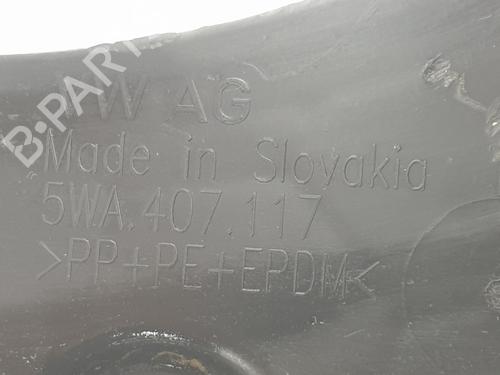 VW AG
Made in Slovakia
5WA.407.117
>PP+PE+EPDM<
B-PARTS